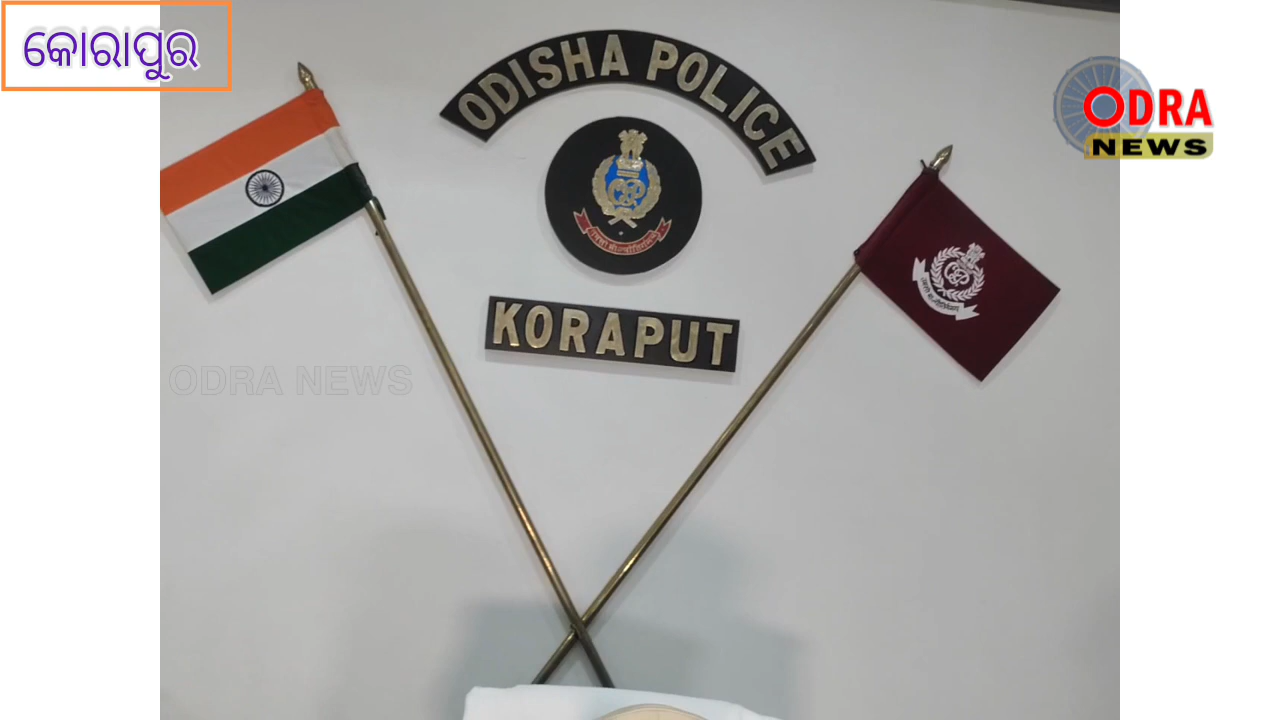 କୋରାପୁର
ODISHA POLICE
ODRA
NEWS
KORAPUT
ODRA NEWS